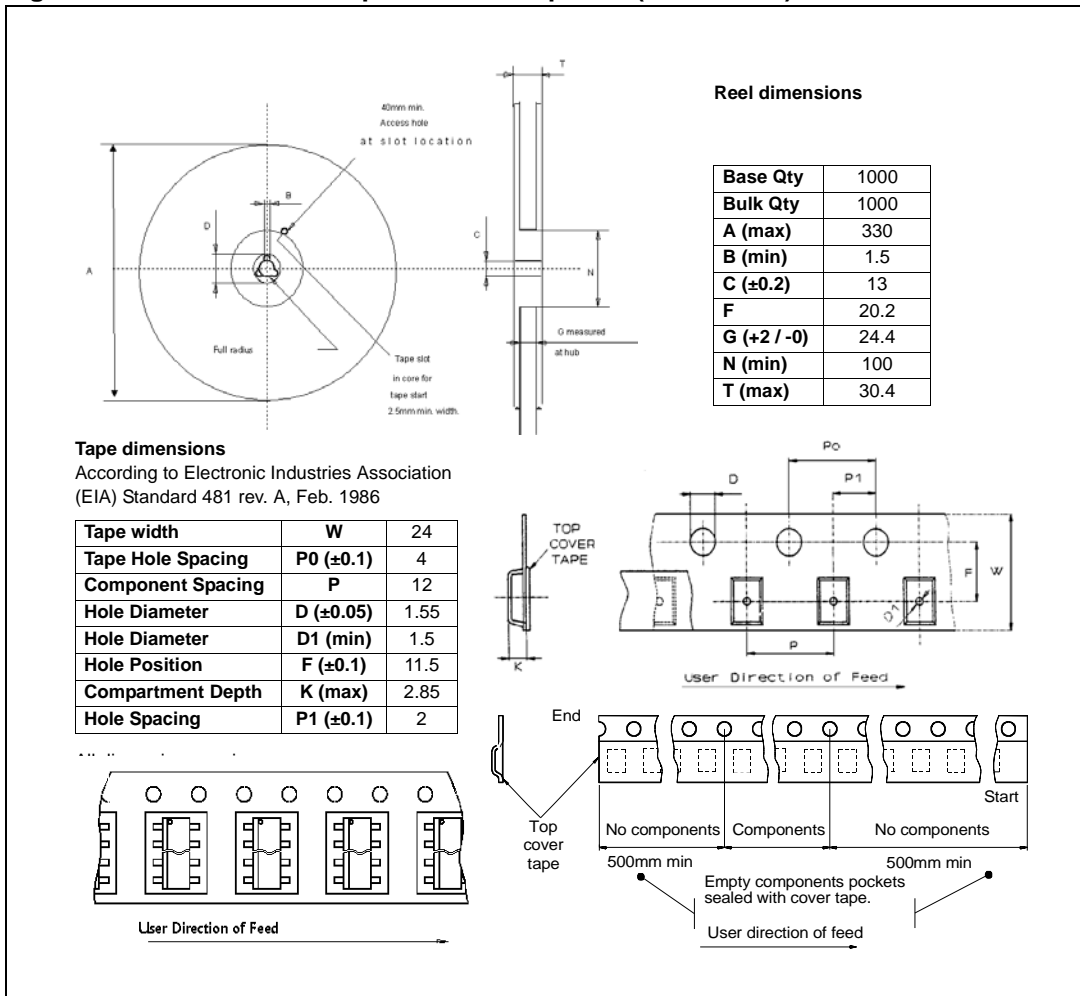 40mm min.
Access hole
at slot location
T
B
D
C
A
N
G measured
at hub
Full radius
Tape slot
in core for
tape start
2.5mm min. width.
Reel dimensions
Base Qty 1000
Bulk Qty 1000
A (max) 330
B (min) 1.5
C (±0.2) 13
F 20.2
G (+2 / -0) 24.4
N (min) 100
T (max) 30.4
Tape dimensions
According to Electronic Industries Association
(EIA) Standard 481 rev. A, Feb. 1986
Tape width W 24
Tape Hole Spacing P0 (±0.1) 4
Component Spacing P 12
Hole Diameter D (±0.05) 1.55
Hole Diameter D1 (min) 1.5
Hole Position F (±0.1) 11.5
Compartment Depth K (max) 2.85
Hole Spacing P1 (±0.1) 2
Po
D
P1
TOP
COVER
TAPE
F
W
D1
K
P
User Direction of Feed
End
Start
Top
cover
tape
No components
Components
No components
500mm min
500mm min
Empty components pockets
sealed with cover tape.
User direction of feed
User Direction of Feed